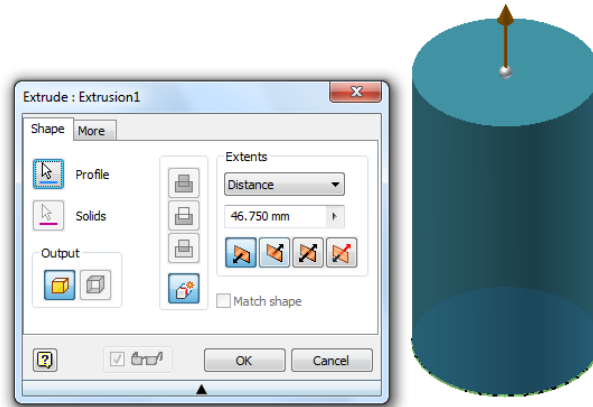 Extrude : Extrusion1
Shape More
Profile
Solids
Output
Extents
Distance
46.750 mm
Match shape
OK Cancel